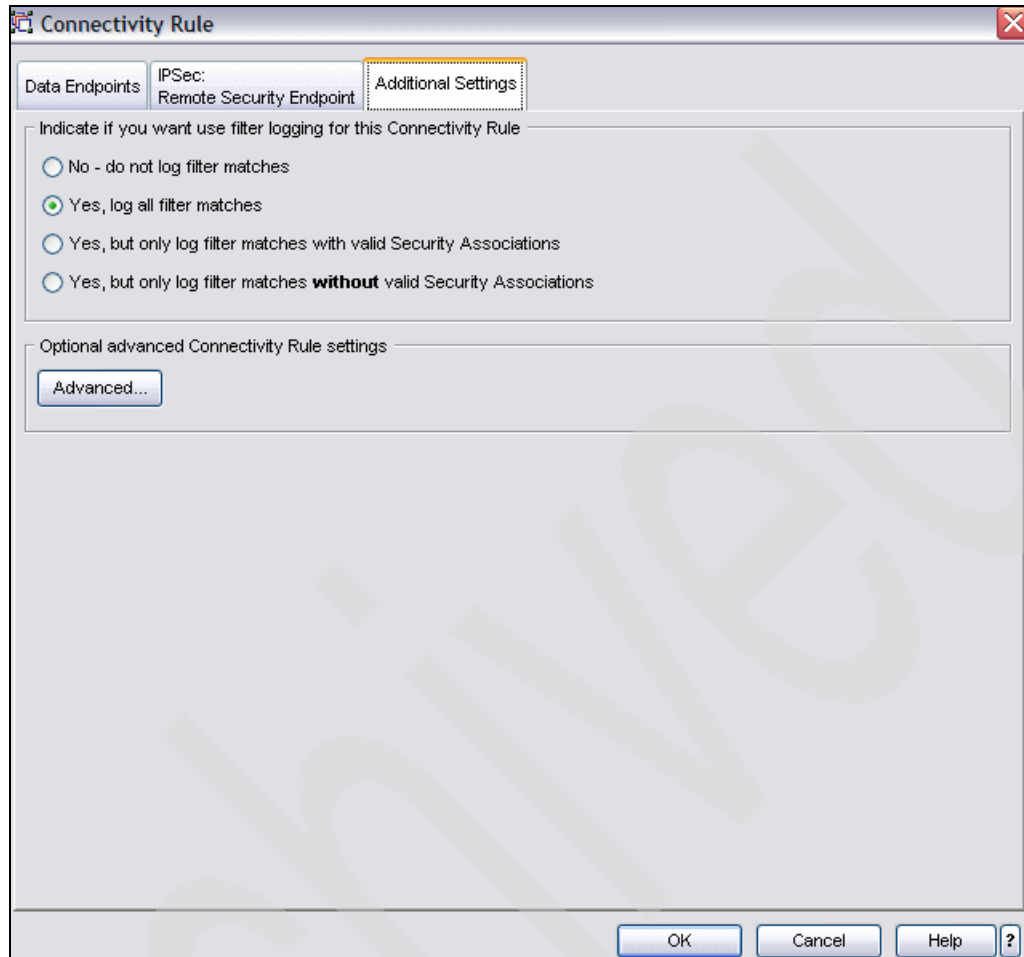 Connectivity Rule
Data Endpoints
IPSec:
Remote Security Endpoint
Additional Settings
Indicate if you want use filter logging for this Connectivity Rule
No - do not log filter matches
Yes, log all filter matches
Yes, but only log filter matches with valid Security Associations
Yes, but only log filter matches without valid Security Associations
Optional advanced Connectivity Rule settings
Advanced...
OK
Cancel
Help
?